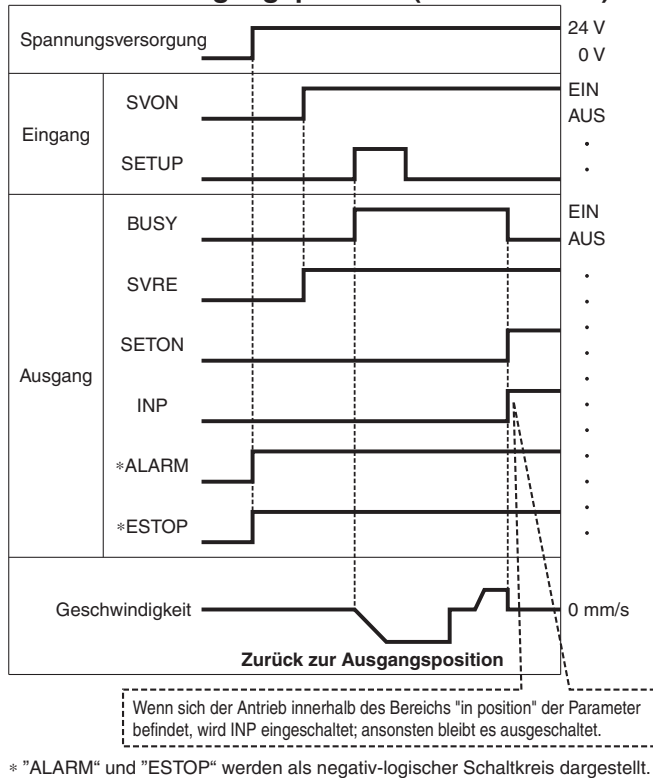 Spannungsversorgung
24 V
0 V
Eingang
SVON
EIN
AUS
SETUP
Ausgang
BUSY
EIN
AUS
SVRE
SETON
INP
*ALARM
*ESTOP
Geschwindigkeit
0 mm/s
Zurück zur Ausgangsposition
Wenn sich der Antrieb innerhalb des Bereichs "in position" der Parameter
befindet, wird INP eingeschaltet; ansonsten bleibt es ausgeschaltet.
* "ALARM“ und "ESTOP“ werden als negativ-logischer Schaltkreis dargestellt.